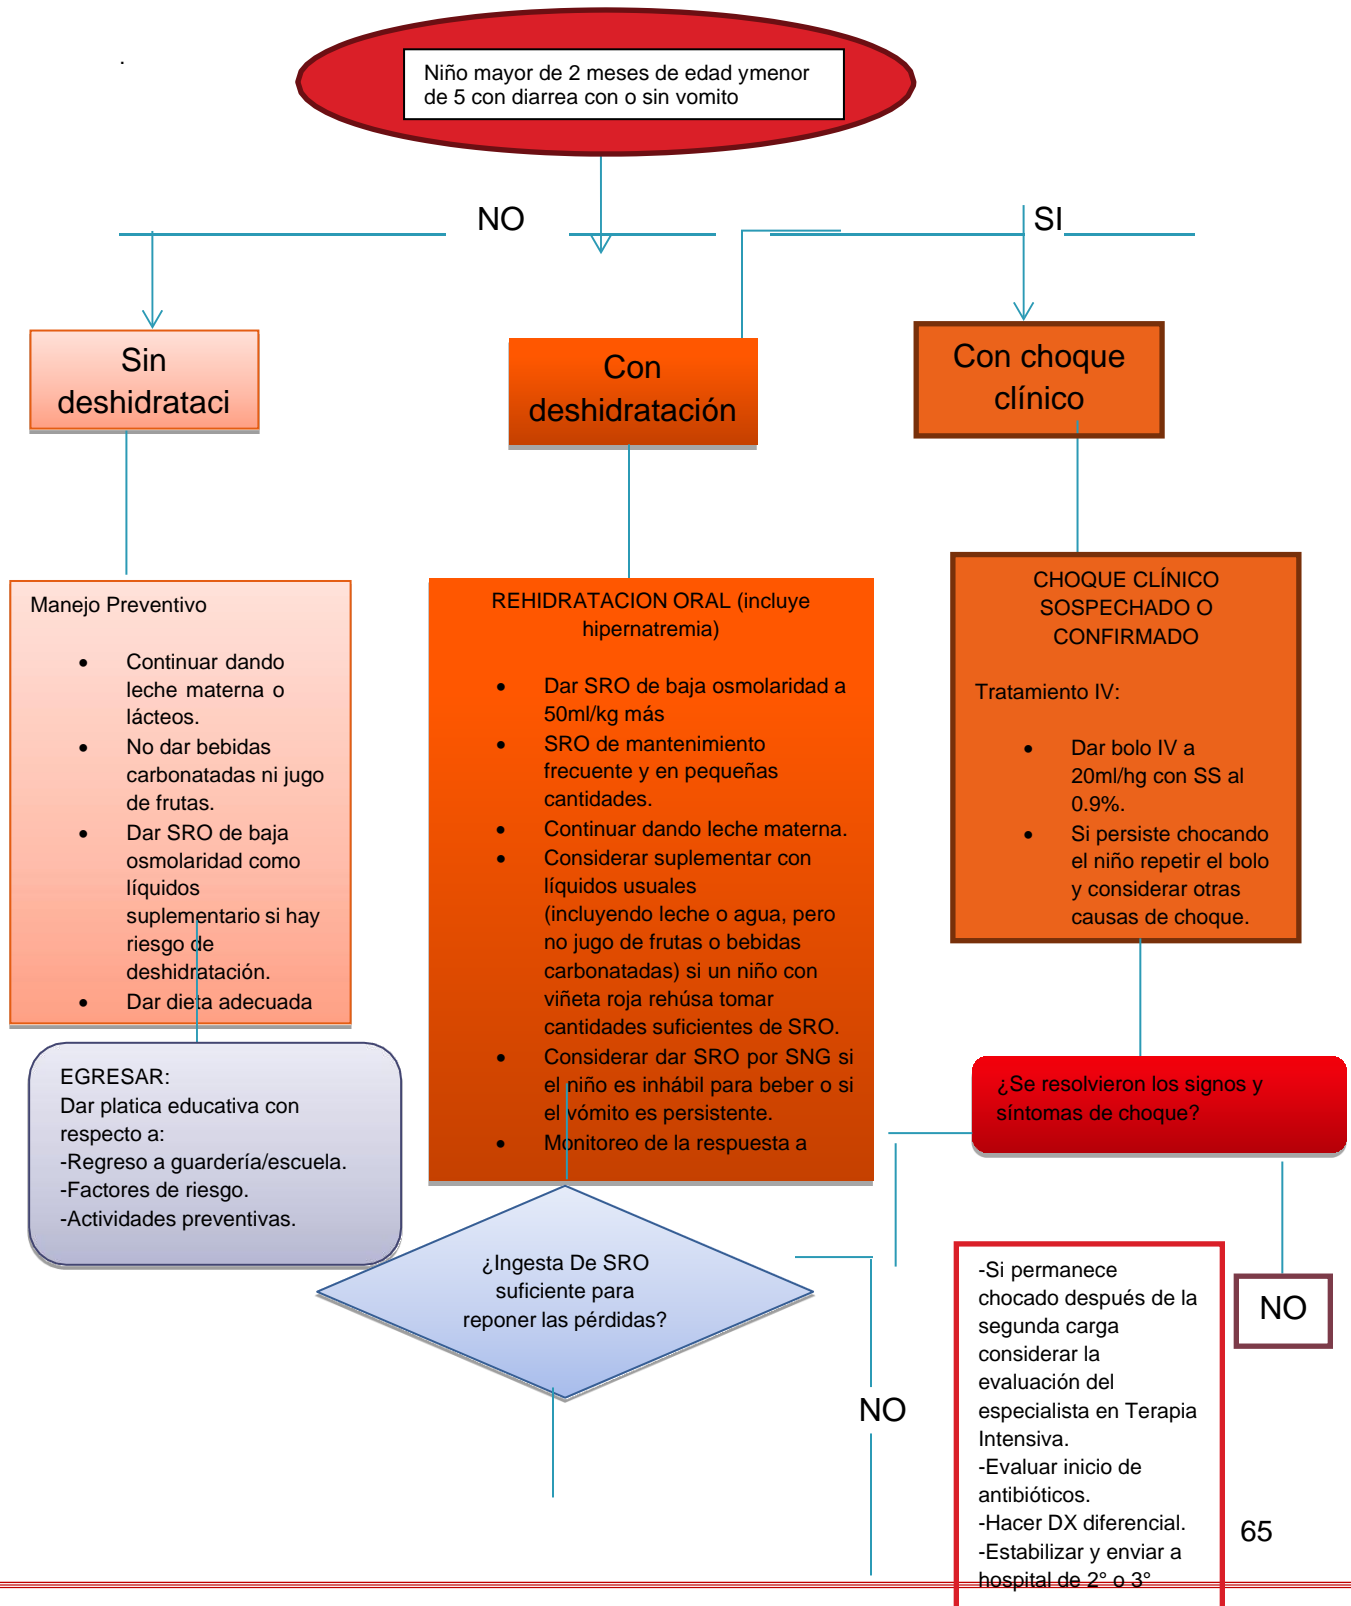 .
Niño mayor de 2 meses de edad ymenor
de 5 con diarrea con o sin vomito
NO
SI
Sin
deshidrataci
Con
deshidratación
Con choque
clínico
Manejo Preventivo
• Continuar dando
leche materna o
lácteos.
• No dar bebidas
carbonatadas ni jugo
de frutas.
• Dar SRO de baja
osmolaridad como
líquidos
suplementario si hay
riesgo de
deshidratación.
• Dar dieta adecuada
REHIDRATACION ORAL (incluye
hipernatremia)
• Dar SRO de baja osmolaridad a
50ml/kg más
• SRO de mantenimiento
frecuente y en pequeñas
cantidades.
• Continuar dando leche materna.
• Considerar suplementar con
líquidos usuales
(incluyendo leche o agua, pero
no jugo de frutas o bebidas
carbonatadas) si un niño con
viñeta roja rehúsa tomar
cantidades suficientes de SRO.
• Considerar dar SRO por SNG si
el niño es inhábil para beber o si
el vómito es persistente.
• Monitoreo de la respuesta a
CHOQUE CLÍNICO
SOSPECHADO O
CONFIRMADO
Tratamiento IV:
• Dar bolo IV a
20ml/hg con SS al
0.9%.
• Si persiste chocando
el niño repetir el bolo
y considerar otras
causas de choque.
EGRESAR:
Dar platica educativa con
respecto a:
-Regreso a guardería/escuela.
-Factores de riesgo.
-Actividades preventivas.
¿Se resolvieron los signos y
síntomas de choque?
¿Ingesta De SRO
suficiente para
reponer las pérdidas?
NO
-Si permanece
chocado después de la
segunda carga
considerar la
evaluación del
especialista en Terapia
Intensiva.
-Evaluar inicio de
antibióticos.
-Hacer DX diferencial.
-Estabilizar y enviar a
hospital de 2° o 3°
NO
65